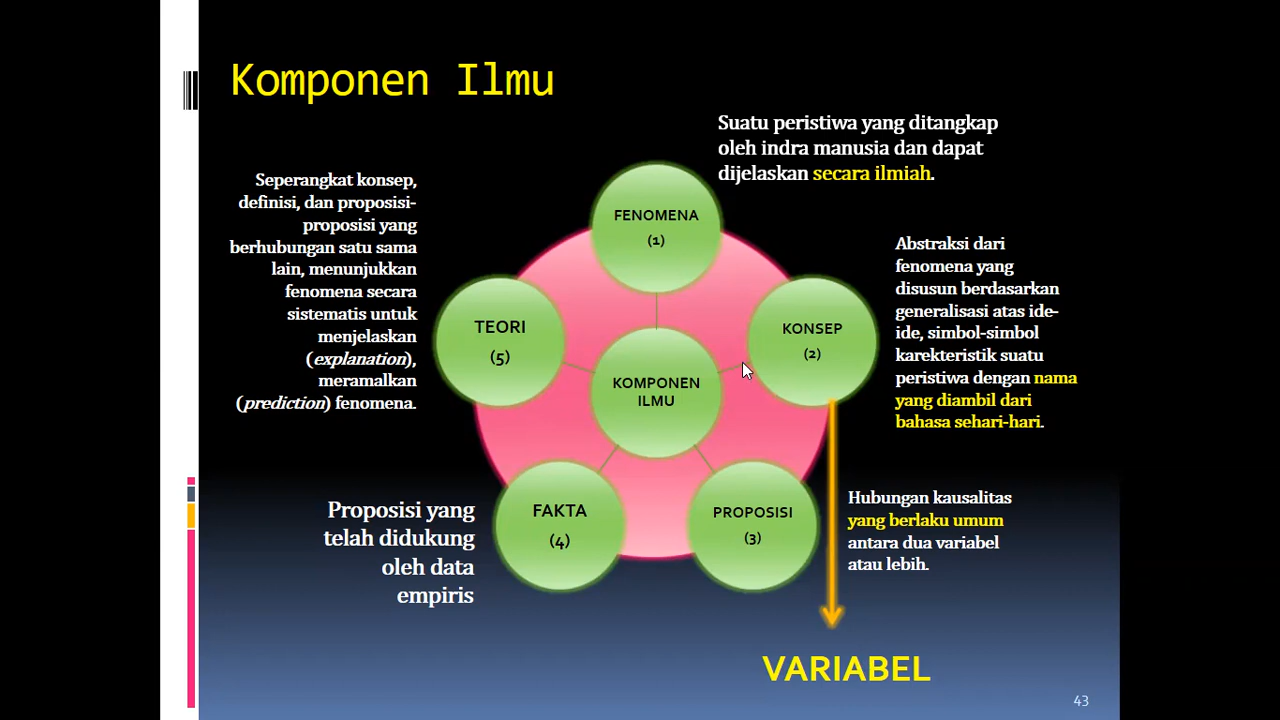 Komponen Ilmu
Suatu peristiwa yang ditangkap
oleh indra manusia dan dapat
dijelaskan secara ilmiah.
FENOMENA
(1)
Abstraksi dari
fenomena yang
disusun berdasarkan
generalisasi atas ide-
ide, simbol-simbol
karekteristik suatu
peristiwa dengan nama
yang diambil dari
bahasa sehari-hari.
KONSEP
(2)
Hubungan kausalitas
yang berlaku umum
antara dua variabel
atau lebih.
PROPOSISI
(3)
Proposisi yang
telah didukung
oleh data
empiris
FAKTA
(4)
Seperangkat konsep,
definisi, dan proposisi-
proposisi yang
berhubungan satu sama
lain, menunjukkan
fenomena secara
sistematis untuk
menjelaskan
(explanation),
meramalkan
(prediction) fenomena.
TEORI
(5)
KOMPONEN
ILMU
VARIABEL
43